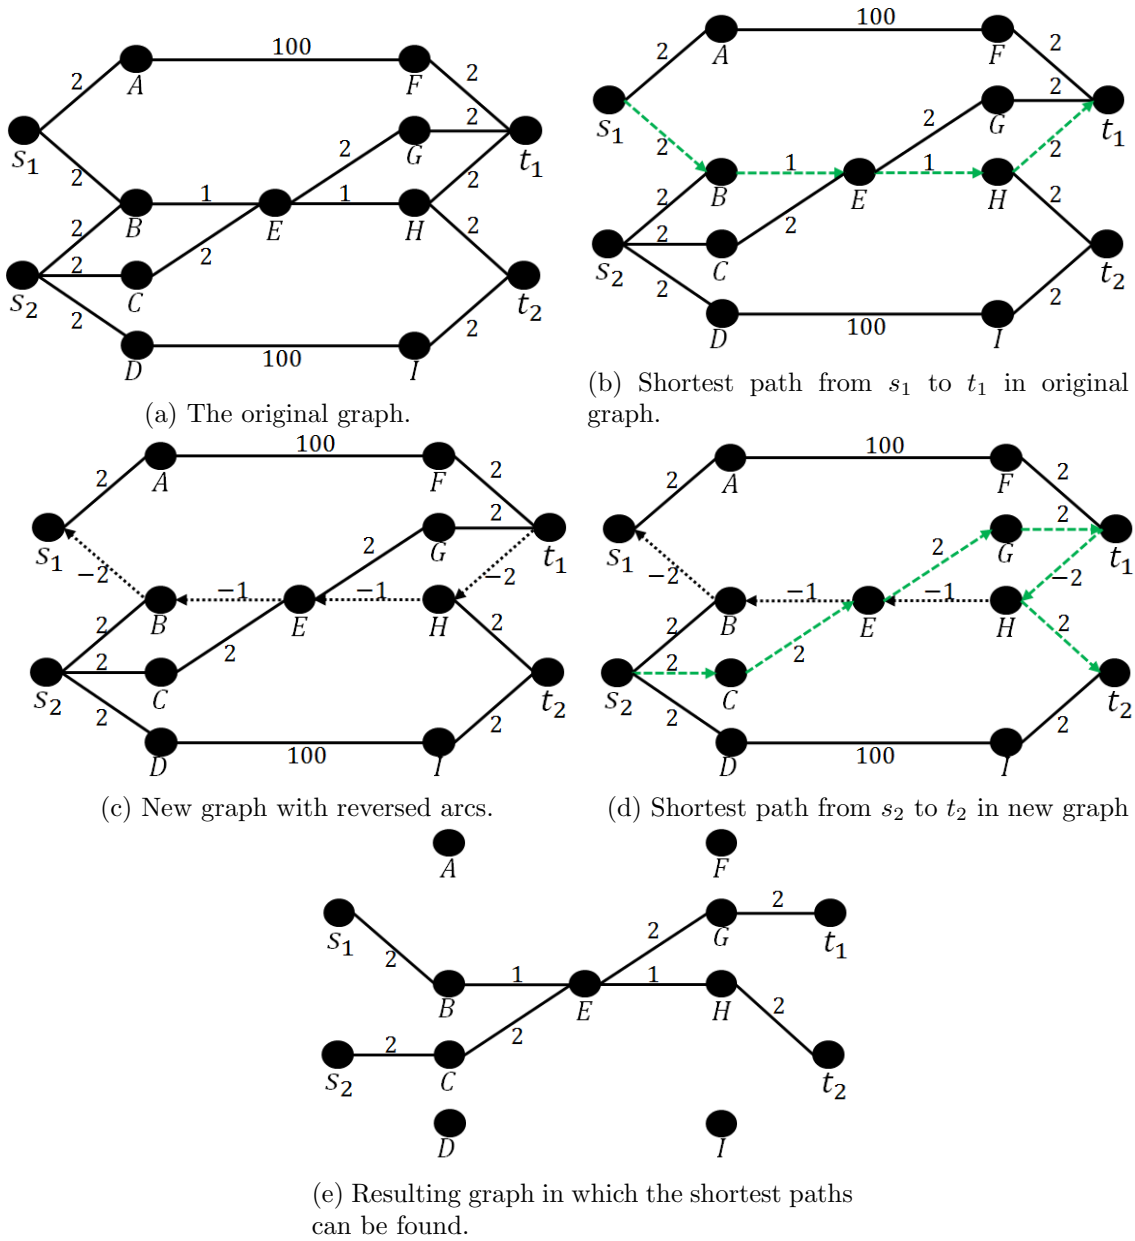 100
A
F
2
2
G
2
s1
t1
2
2
2
B
1
E
1
H
2
2
2
C
2
s2
t2
2
D
100
I
2
(a) The original graph.
100
A
F
2
2
G
2
s1
t1
2
2
2
B
1
E
1
H
2
2
2
C
2
s2
t2
2
D
100
I
2
(b) Shortest path from s1 to t1 in original
graph.
100
A
F
2
2
G
2
s1
t1
−2
2
−2
B
−1
E
−1
H
2
2
2
C
2
s2
t2
2
D
100
I
2
(c) New graph with reversed arcs.
100
A
F
2
2
G
2
s1
t1
−2
2
−2
B
−1
E
−1
H
2
2
2
C
2
s2
t2
2
D
100
I
2
(d) Shortest path from s2 to t2 in new graph
A
F
2
G
s1
t1
2
2
B
1
E
1
H
2
2
C
2
s2
t2
D
I
(e) Resulting graph in which the shortest paths
can be found.